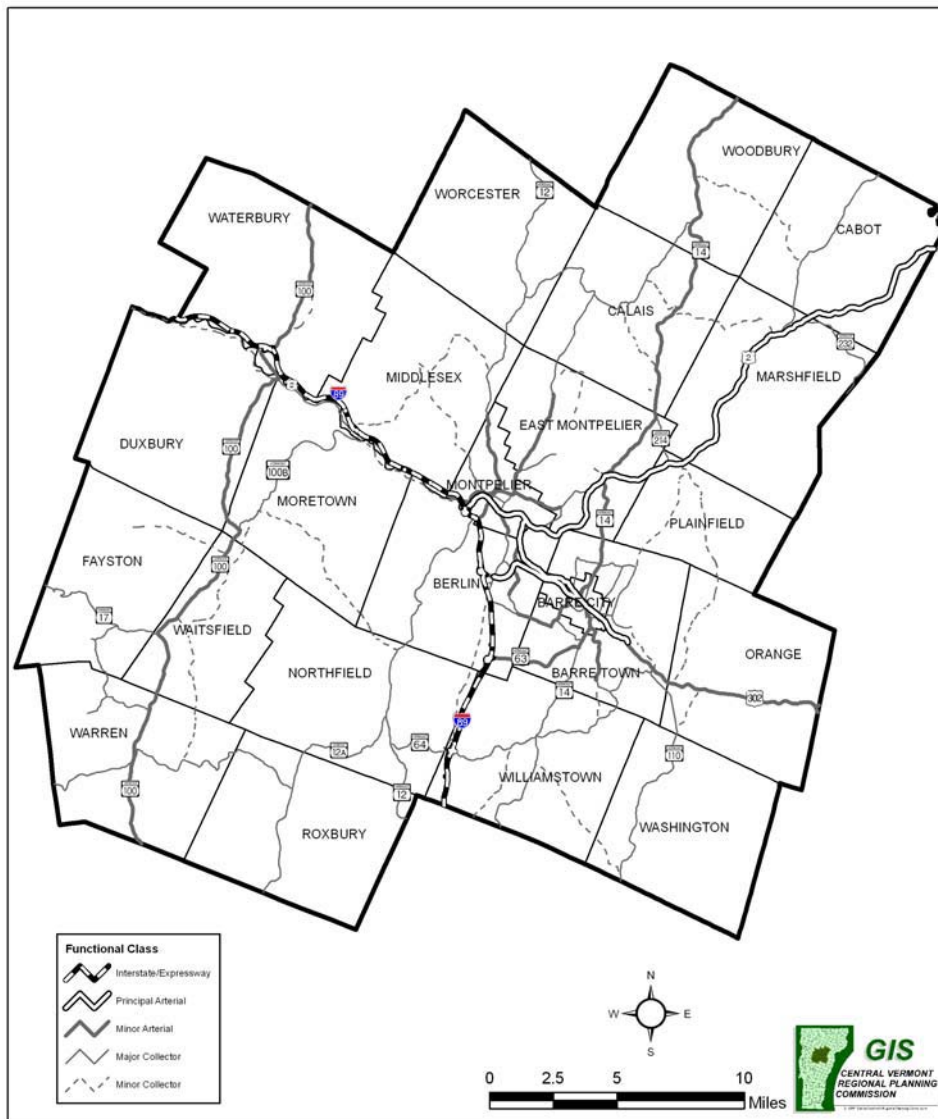 WOODBURY
WORCESTER
12
CABOT
WATERBURY
14
100
CALAIS
232
2
MARSHFIELD
MIDDLESEX
89
2
EAST MONTPELIER
DUXBURY
100
214
100B
MONTPELIER
MORETOWN
14
PLAINFIELD
FAYSTON
100
BERLIN
BARRE CITY
17
WAITSFIELD
ORANGE
63
NORTHFIELD
BARRE TOWN
14
302
89
WARREN
12A
64
110
WILLIAMSTOWN
100
12
ROXBURY
WASHINGTON
Functional Class
Interstate/Expressway
Principal Arterial
Minor Arterial
Major Collector
Minor Collector
N
W E
S
0 2.5 5 10
Miles
GIS
CENTRAL VERMONT
REGIONAL PLANNING
COMMISSION